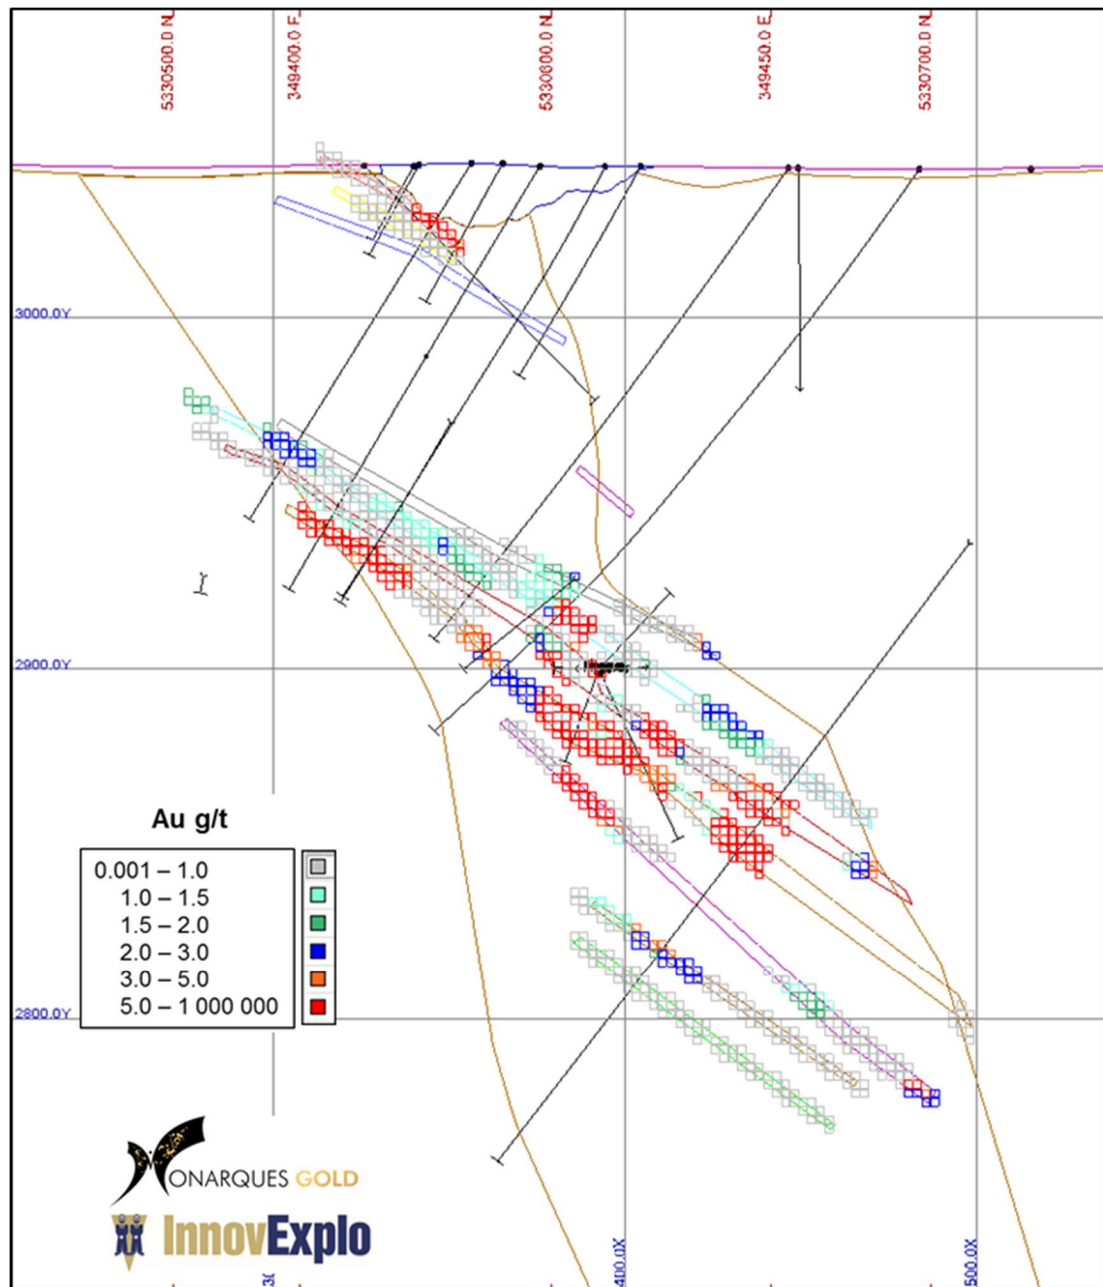 5330500.0 N
349400.0 E
5330600.0 N
349450.0 E
5330700.0 N
3000.0Y
2900.0Y
Au g/t
0.001 – 1.0
1.0 – 1.5
1.5 – 2.0
2.0 – 3.0
3.0 – 5.0
5.0 – 1 000 000
2800.0Y
MONARQUES GOLD
InnovExplo
400.0X
500.0X